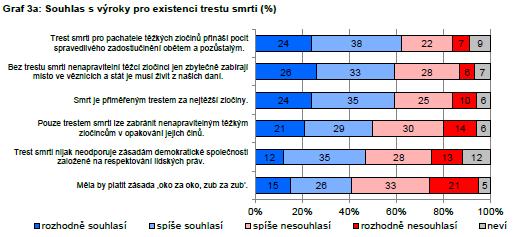 Graf 3a: Souhlas s výroky pro existenci trestu smrti (%)
Trest smrti pro pachatele těžkých zločinů přináší pocit
spravedlivého zadostiučinění obětem a pozůstalým.
24 38 22 7 9
Bez trestu smrti nenapravitelní těžcí zločinci jen zbytečně zabírají
místo ve věznicích a stát je musí živit z našich daní.
26 33 28 6 7
Smrt je přiměřeným trestem za nejtěžší zločiny.
24 35 25 10 6
Pouze trestem smrti lze zabránit nenapravitelným těžkým
zločincům v opakování jejich činů.
21 29 30 14 6
Trest smrti nijak neodporuje zásadám demokratické společnosti
založené na respektování lidských práv.
12 35 28 13 12
Měla by platit zásada ‚oko za oko, zub za zub'.
15 26 33 21 5
0% 20% 40% 60% 80% 100%
rozhodně souhlasí spíše souhlasí spíše nesouhlasí rozhodně nesouhlasí neví